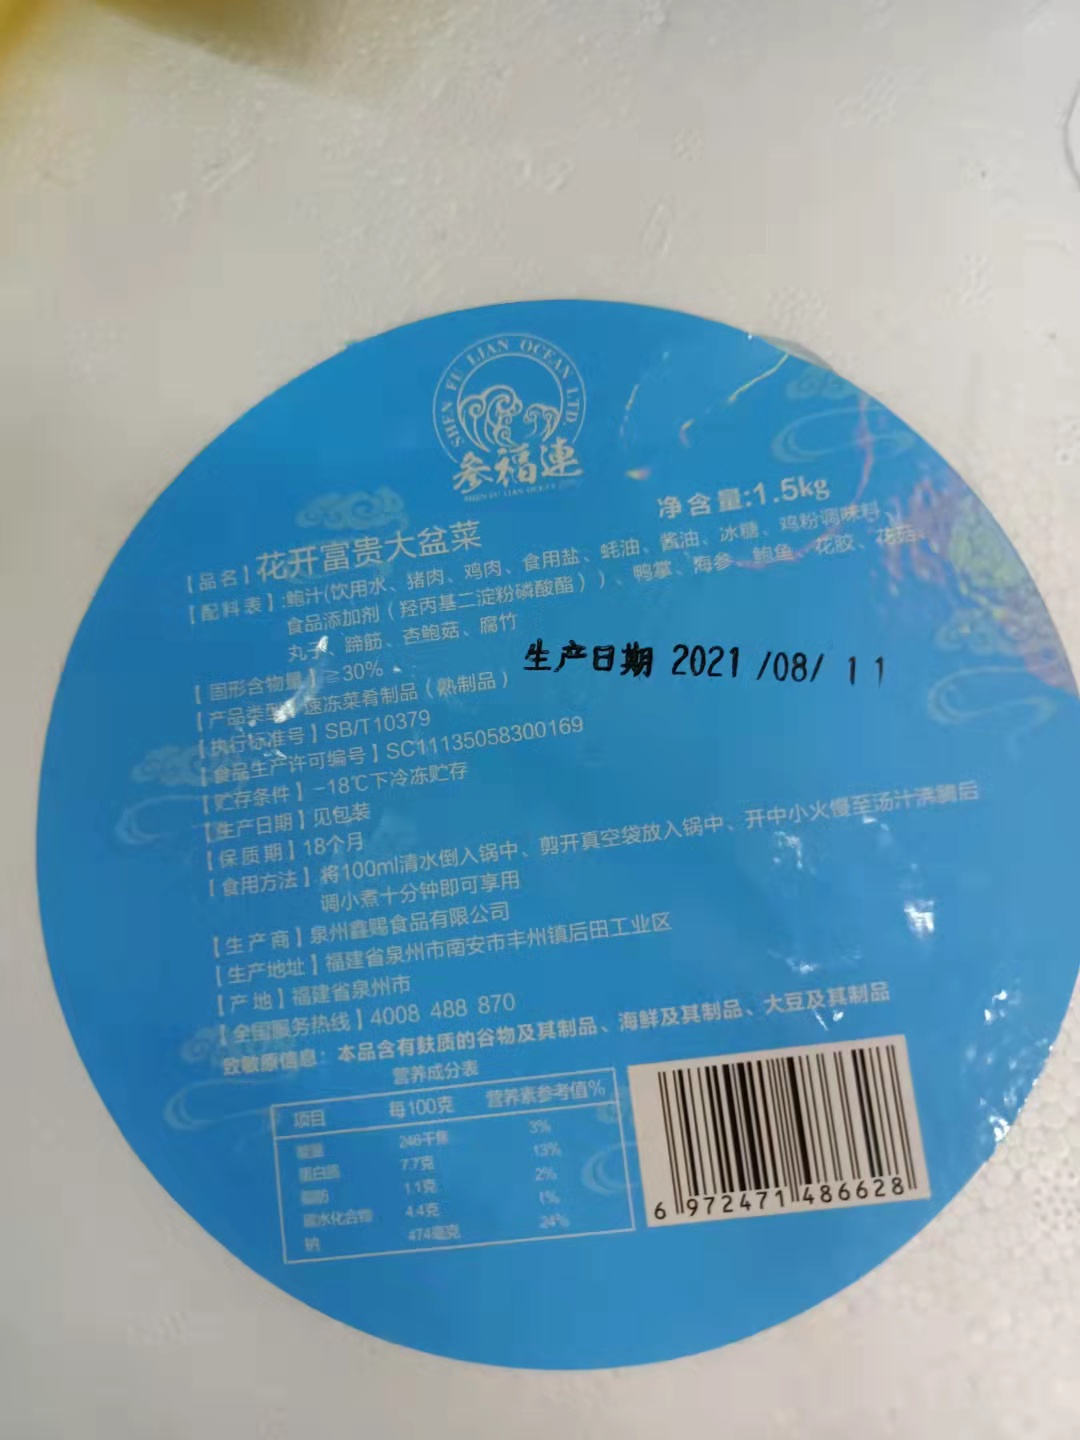 SHEN FU LIAN OCEAN LTD.
参福連
净含量:1.5kg
【品名】花开富贵大盆菜
【配料表】:鲍汁(饮用水、猪肉、鸡肉、食用盐、蚝油、酱油、冰糖、鸡粉调味料、
食品添加剂（羟丙基二淀粉磷酸酯））、鸭掌、海参、鲍鱼、花胶、花菇、
丸子、蹄筋、杏鲍菇、腐竹
生产日期 2021/08/11
【固形含物量】≥30%
【产品类型】速冻菜肴制品（熟制品）
【执行标准号】SB/T10379
【食品生产许可编号】SC11135058300169
【贮存条件】-18℃下冷冻贮存
【生产日期】见包装
【保质期】18个月
【食用方法】将100ml清水倒入锅中、剪开真空袋放入锅中、开中小火慢至汤汁沸腾后
调小煮十分钟即可享用
【生产商】泉州鑫赐食品有限公司
【生产地址】福建省泉州市南安市丰州镇后田工业区
【产地】福建省泉州市
【全国服务热线】4008 488 870
致敏原信息：本品含有麸质的谷物及其制品、海鲜及其制品、大豆及其制品
营养成分表
项目 每100克 营养素参考值%
能量 246千焦 3%
蛋白质 7.7克 13%
脂肪 1.1克 2%
碳水化合物 4.4克 1%
钠 474毫克 24%
6 972471 486628